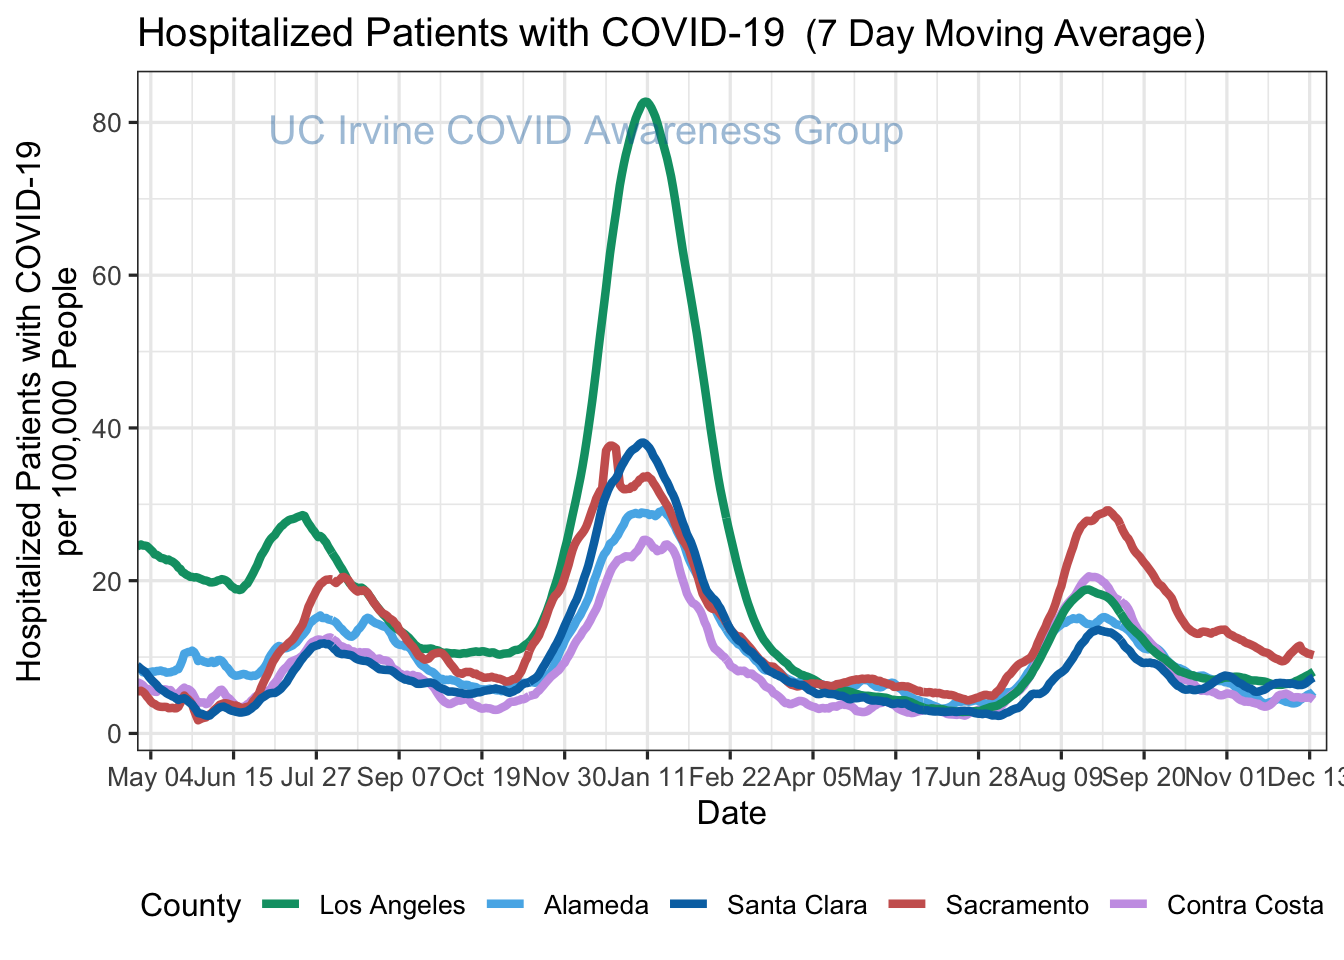 Hospitalized Patients with COVID-19 (7 Day Moving Average)
UC Irvine COVID Awareness Group
Hospitalized Patients with COVID-19
per 100,000 People
80
60
40
20
0
May 04 Jun 15 Jul 27 Sep 07 Oct 19 Nov 30 Jan 11 Feb 22 Apr 05 May 17 Jun 28 Aug 09 Sep 20 Nov 01 Dec 13
Date
County Los Angeles Alameda Santa Clara Sacramento Contra Costa